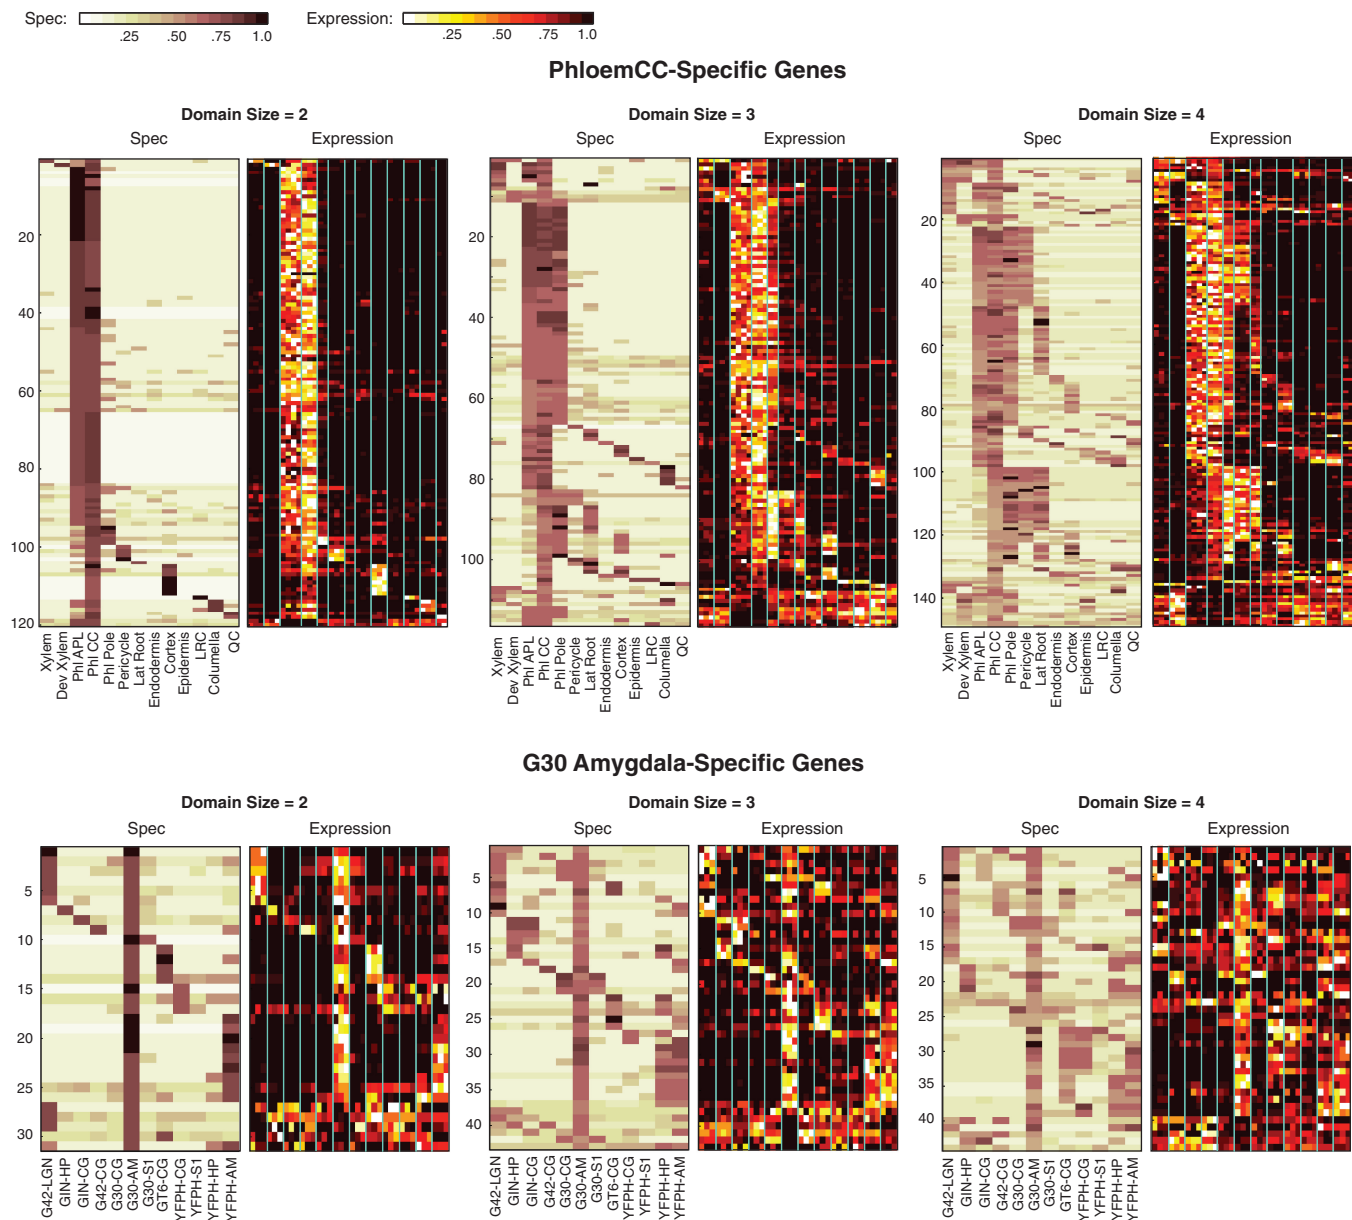 Spec: Expression:
.25 .50 .75 1.0 .25 .50 .75 1.0
PhloemCC-Specific Genes
Domain Size = 2 Domain Size = 3 Domain Size = 4
Spec Expression Spec Expression Spec Expression
20 40 60 80 100 120
20 40 60 80 100
20 40 60 80 100 120 140
Xylem Dev Xylem Phl APL Phl CC Phl Pole Pericycle Lat Root Endodermis Cortex Epidermis LRC Columella QC
Xylem Dev Xylem Phl APL Phl CC Phl Pole Pericycle Lat Root Endodermis Cortex Epidermis LRC Columella QC
Xylem Dev Xylem Phl APL Phl CC Phl Pole Pericycle Lat Root Endodermis Cortex Epidermis LRC Columella QC
G30 Amygdala-Specific Genes
Domain Size = 2 Domain Size = 3 Domain Size = 4
Spec Expression Spec Expression Spec Expression
5 10 15 20 25 30
5 10 15 20 25 30 35 40
5 10 15 20 25 30 35 40
G42-LGN GIN-HP GIN-CG G42-CG G30-CG G30-AM G30-S1 GT6-CG YFPH-CG YFPH-S1 YFPH-HP YFPH-AM
G42-LGN GIN-HP GIN-CG G42-CG G30-CG G30-AM G30-S1 GT6-CG YFPH-CG YFPH-S1 YFPH-HP YFPH-AM
G42-LGN GIN-HP GIN-CG G42-CG G30-CG G30-AM G30-S1 GT6-CG YFPH-CG YFPH-S1 YFPH-HP YFPH-AM